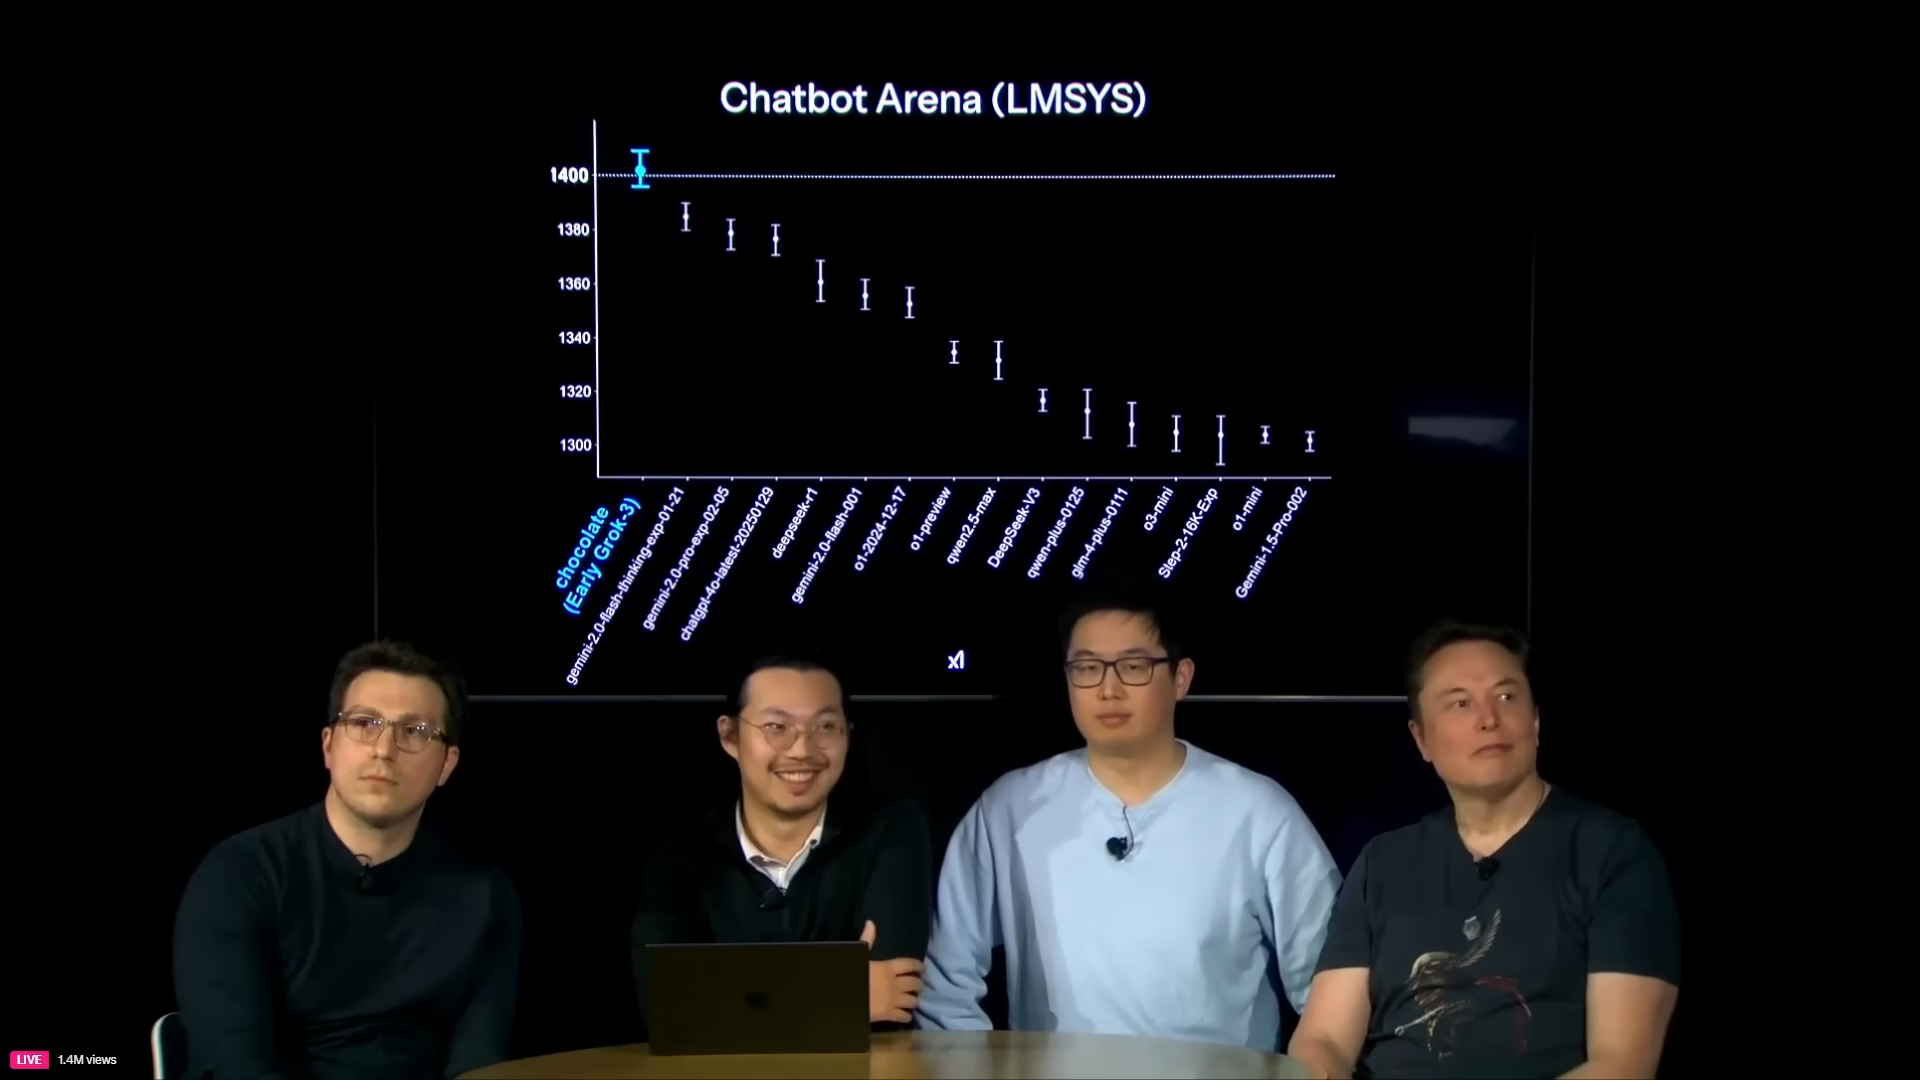 Chatbot Arena (LMSYS)
1400
1380
1360
1340
1320
1300
chocolate
(Early Grok-3)
gemini-2.0-flash-thinking-exp-01-21
gemini-2.0-pro-exp-02-05
chatgpt-4o-latest-20250129
deepseek-r1
gemini-2.0-flash-001
o1-2024-12-17
o1-preview
qwen2.5-max
DeepSeek-V3
qwen-plus-0125
glm-4-plus-0111
o3-mini
Step-2-16K-Exp
o1-mini
Gemini-1.5-Pro-002
xI
LIVE 1.4M views